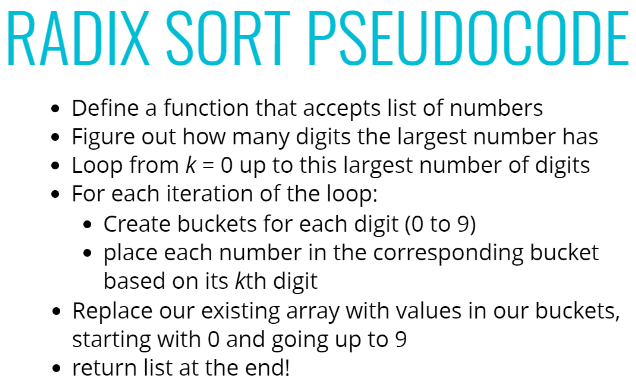 RADIX SORT PSEUDOCODE
• Define a function that accepts list of numbers
• Figure out how many digits the largest number has
• Loop from k = 0 up to this largest number of digits
• For each iteration of the loop:
• Create buckets for each digit (0 to 9)
• place each number in the corresponding bucket
based on its kth digit
• Replace our existing array with values in our buckets,
starting with 0 and going up to 9
• return list at the end!